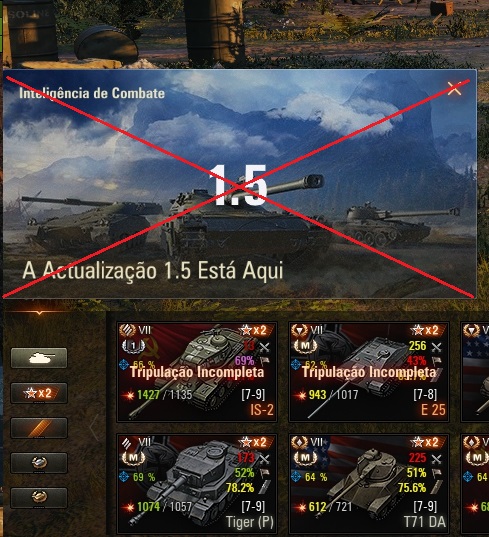 Inteligência de Combate
1.5
A Actualização 1.5 Está Aqui
VII x2
1
66 % 69%
Tripulação Incompleta
1427 / 1135 [7-9]
IS-2
VII x2
M 256
62 % 43%
Tripulação Incompleta
943 / 1017 [7-8]
E 25
x2
VII x2
M 173
69 % 52%
78.2%
1074 / 1057 [7-9]
Tiger (P)
VII x2
M 225
64 % 51%
75.6%
612 / 721 [7-9]
T71 DA